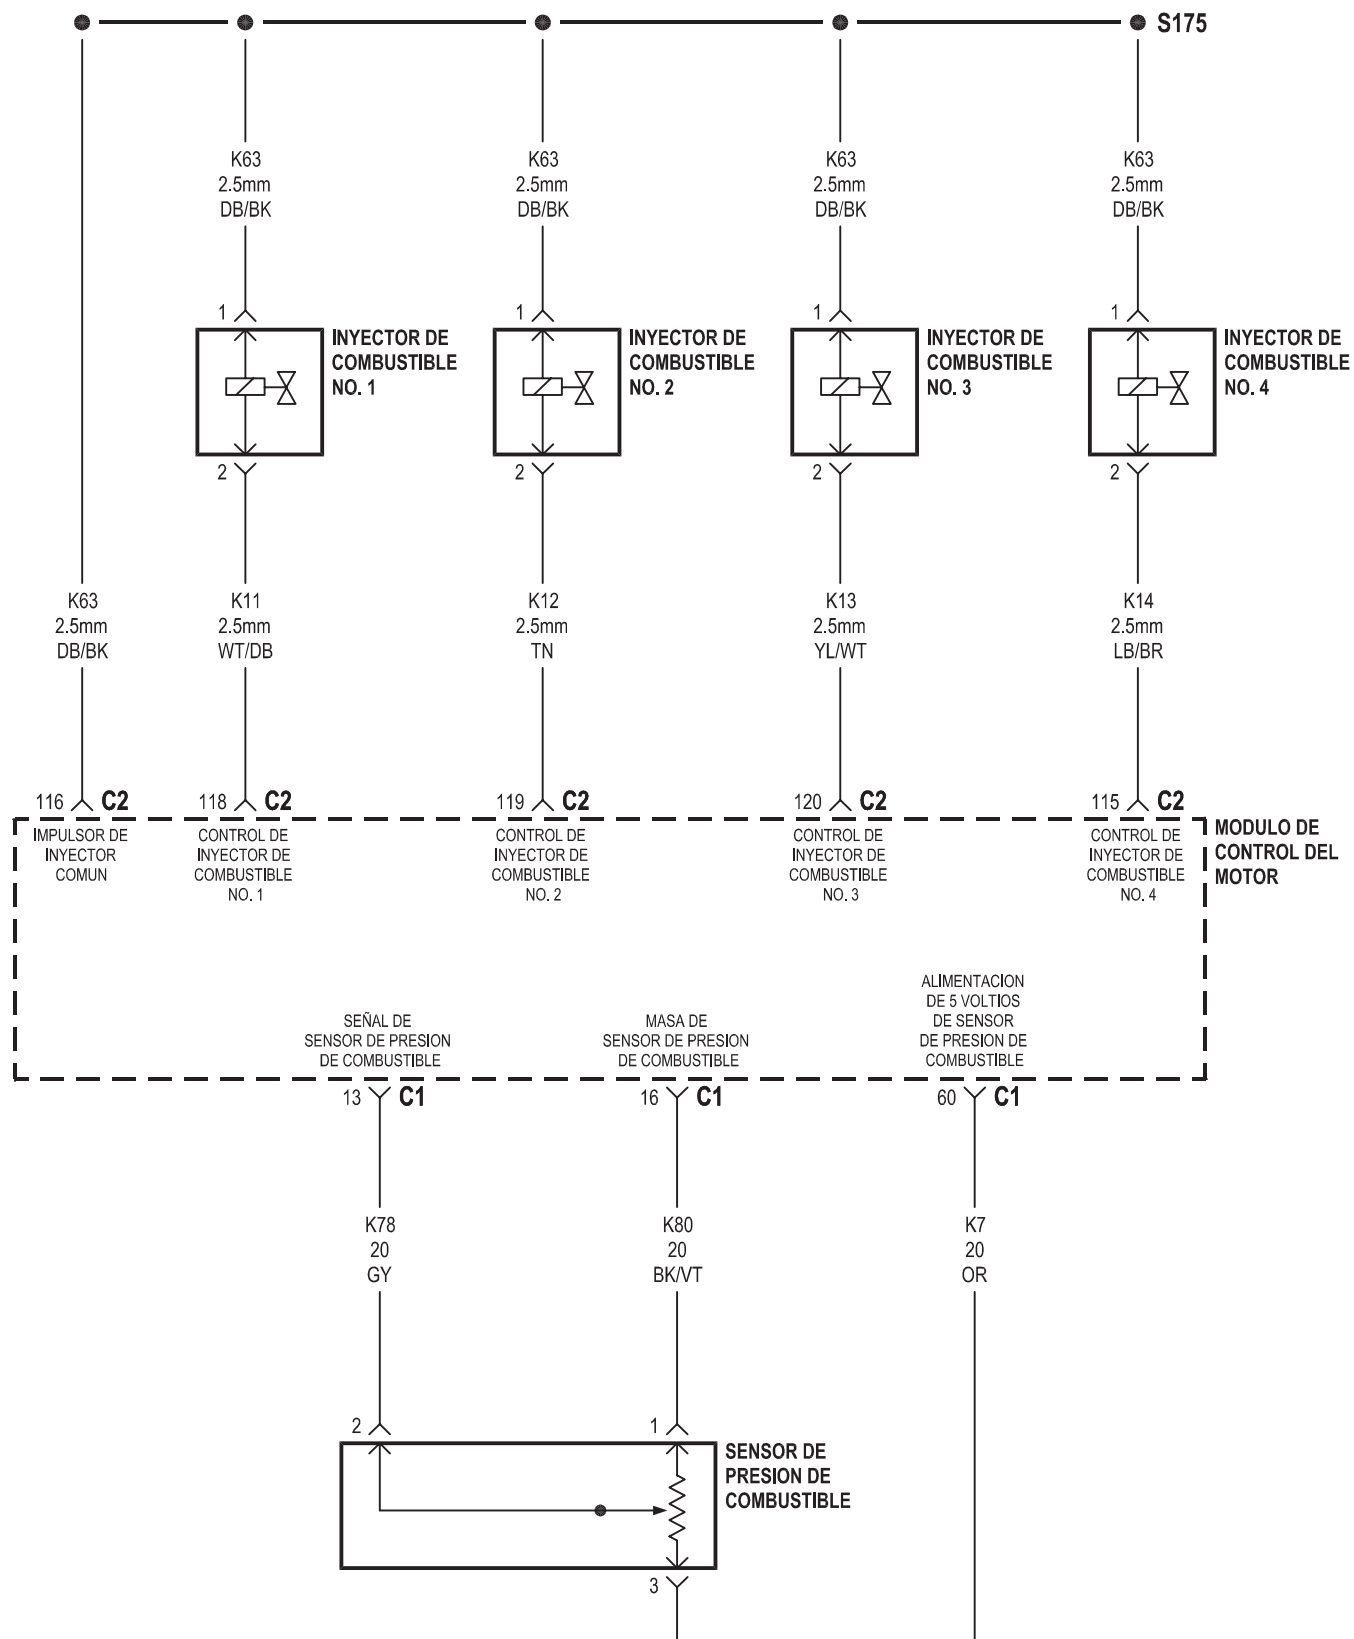 S175
K63
2.5mm
DB/BK
K63
2.5mm
DB/BK
K63
2.5mm
DB/BK
K63
2.5mm
DB/BK
1
INYECTOR DE
COMBUSTIBLE
NO. 1
2
1
INYECTOR DE
COMBUSTIBLE
NO. 2
2
1
INYECTOR DE
COMBUSTIBLE
NO. 3
2
1
INYECTOR DE
COMBUSTIBLE
NO. 4
2
K63
2.5mm
DB/BK
K11
2.5mm
WT/DB
K12
2.5mm
TN
K13
2.5mm
YL/WT
K14
2.5mm
LB/BR
116 C2
118 C2
119 C2
120 C2
115 C2
IMPULSOR DE
INYECTOR
COMUN
CONTROL DE
INYECTOR DE
COMBUSTIBLE
NO. 1
CONTROL DE
INYECTOR DE
COMBUSTIBLE
NO. 2
CONTROL DE
INYECTOR DE
COMBUSTIBLE
NO. 3
CONTROL DE
INYECTOR DE
COMBUSTIBLE
NO. 4
MODULO DE
CONTROL DEL
MOTOR
SEÑAL DE
SENSOR DE PRESION
DE COMBUSTIBLE
MASA DE
SENSOR DE PRESION
DE COMBUSTIBLE
ALIMENTACION
DE 5 VOLTIOS
DE SENSOR
DE PRESION DE
COMBUSTIBLE
13 C1
16 C1
60 C1
K78
20
GY
K80
20
BK/VT
K7
20
OR
2
1
SENSOR DE
PRESION DE
COMBUSTIBLE
3